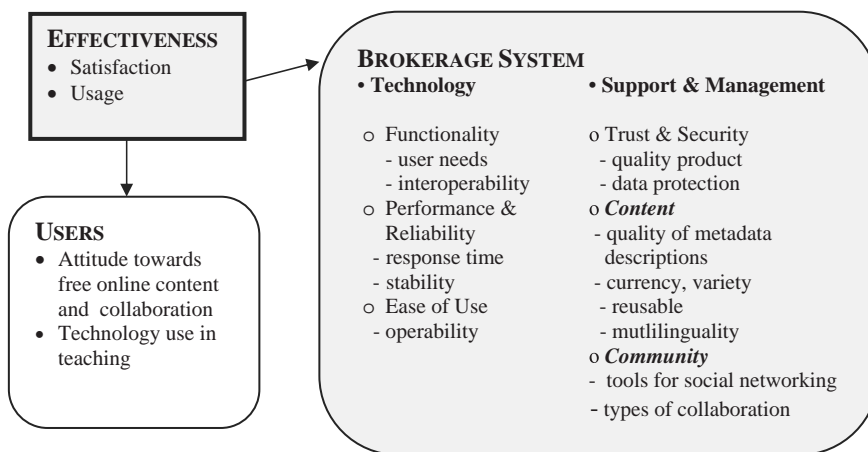 EFFECTIVENESS
• Satisfaction
• Usage
USERS
• Attitude towards
free online content
and collaboration
• Technology use in
teaching
BROKERAGE SYSTEM
• Technology
o Functionality
- user needs
- interoperability
o Performance &
Reliability
- response time
- stability
o Ease of Use
- operability
• Support & Management
o Trust & Security
- quality product
- data protection
o Content
- quality of metadata
descriptions
- currency, variety
- reusable
- mutlilinguality
o Community
- tools for social networking
- types of collaboration